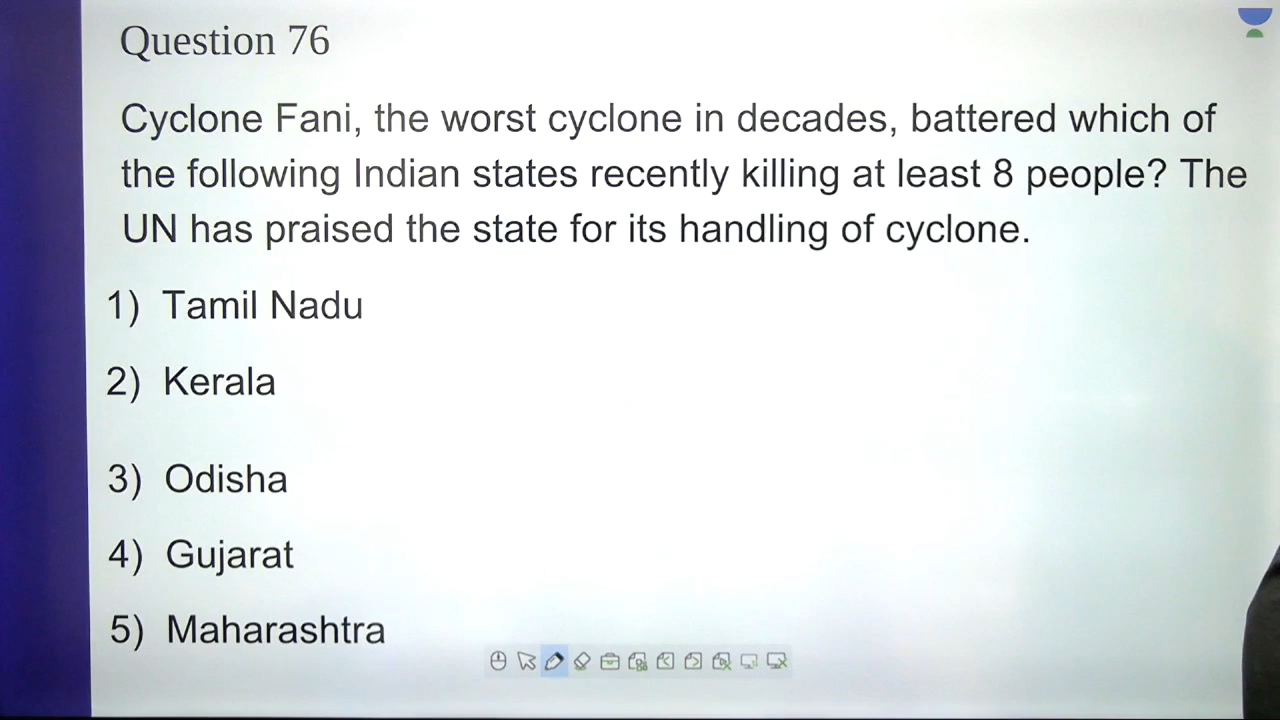 Question 76
Cyclone Fani, the worst cyclone in decades, battered which of
the following Indian states recently killing at least 8 people? The
UN has praised the state for its handling of cyclone.
1) Tamil Nadu
2) Kerala
3) Odisha
4) Gujarat
5) Maharashtra